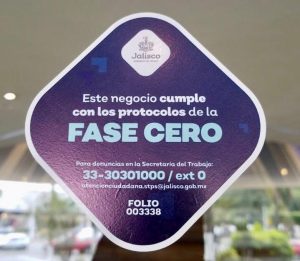 Jalisco
Este negocio cumple
con los protocolos de la
FASE CERO
Para denuncias en la Secretaría del Trabajo:
33-30301000 / ext 0
atencionciudadana.stps@jalisco.gob.mx
FOLIO
003338